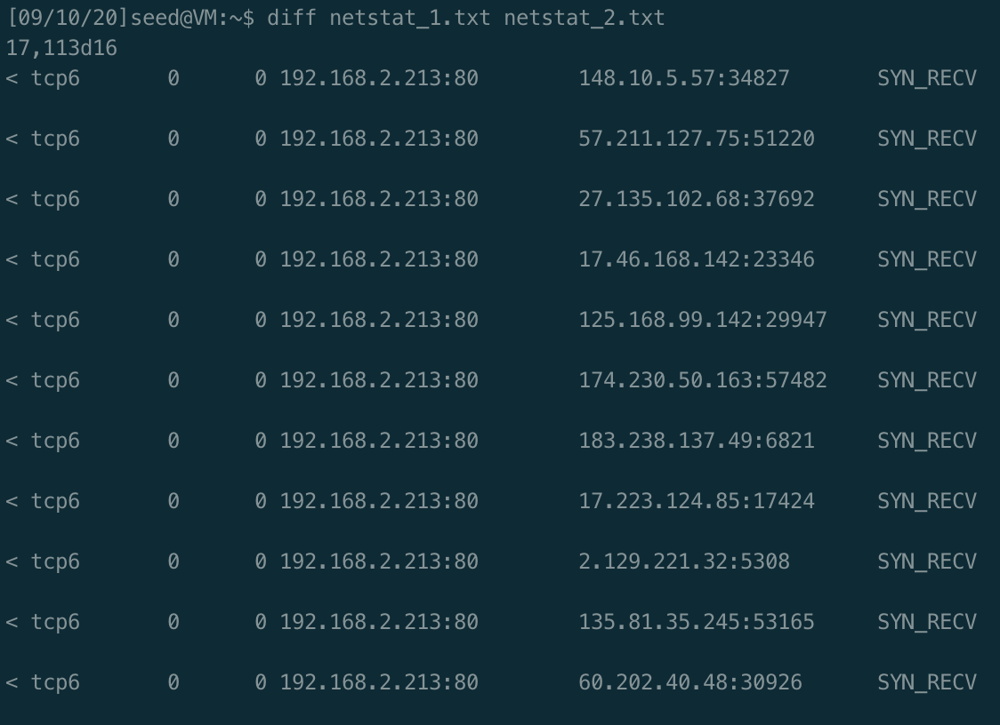 [09/10/20]seed@VM:~$ diff netstat_1.txt netstat_2.txt
17,113d16
< tcp6       0      0 192.168.2.213:80        148.10.5.57:34827       SYN_RECV
< tcp6       0      0 192.168.2.213:80        57.211.127.75:51220     SYN_RECV
< tcp6       0      0 192.168.2.213:80        27.135.102.68:37692     SYN_RECV
< tcp6       0      0 192.168.2.213:80        17.46.168.142:23346     SYN_RECV
< tcp6       0      0 192.168.2.213:80        125.168.99.142:29947    SYN_RECV
< tcp6       0      0 192.168.2.213:80        174.230.50.163:57482    SYN_RECV
< tcp6       0      0 192.168.2.213:80        183.238.137.49:6821     SYN_RECV
< tcp6       0      0 192.168.2.213:80        17.223.124.85:17424     SYN_RECV
< tcp6       0      0 192.168.2.213:80        2.129.221.32:5308       SYN_RECV
< tcp6       0      0 192.168.2.213:80        135.81.35.245:53165     SYN_RECV
< tcp6       0      0 192.168.2.213:80        60.202.40.48:30926      SYN_RECV